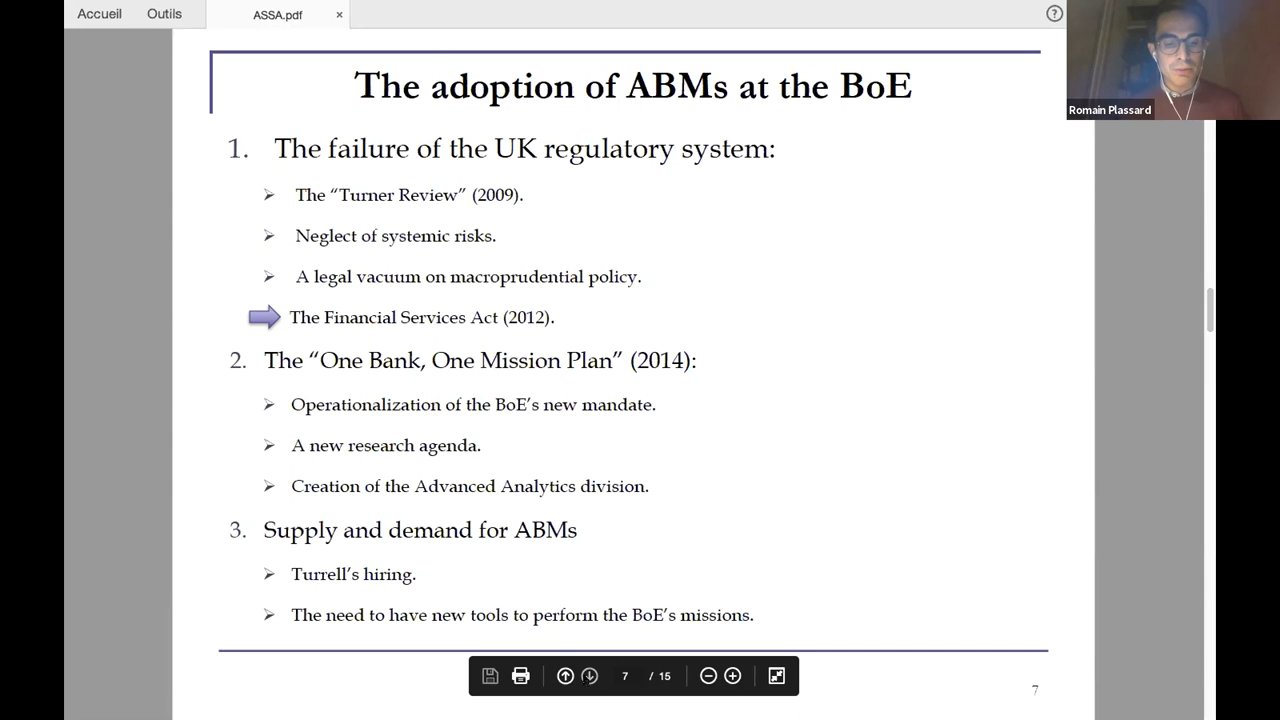 Accueil
Outils
ASSA.pdf
×
?
Romain Plassard
The adoption of ABMs at the BoE
1. The failure of the UK regulatory system:
➢ The “Turner Review” (2009).
➢ Neglect of systemic risks.
➢ A legal vacuum on macroprudential policy.
The Financial Services Act (2012).
2. The “One Bank, One Mission Plan” (2014):
➢ Operationalization of the BoE’s new mandate.
➢ A new research agenda.
➢ Creation of the Advanced Analytics division.
3. Supply and demand for ABMs
➢ Turrell’s hiring.
➢ The need to have new tools to perform the BoE’s missions.
7 / 15
7